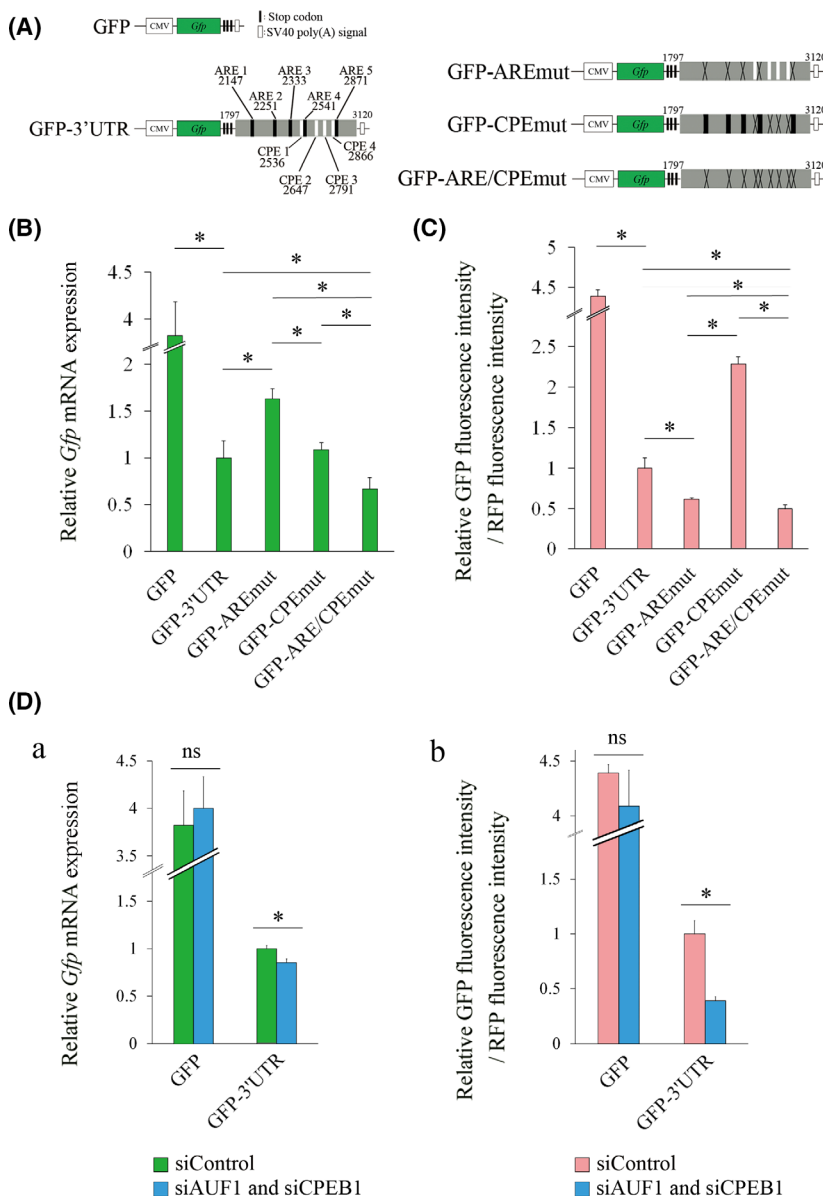 (A)
GFP
CMV
Gfp
: Stop codon
: SV40 poly(A) signal
ARE 1
2147
ARE 2
2251
ARE 3
2333
ARE 4
2541
ARE 5
2871
GFP-3'UTR
CMV
Gfp
1797
3120
CPE 1
2536
CPE 2
2647
CPE 3
2791
CPE 4
2866
GFP-AREmut
CMV
Gfp
1797
3120
GFP-CPEmut
CMV
Gfp
1797
3120
GFP-ARE/CPEmut
CMV
Gfp
1797
3120
(B)
Relative Gfp mRNA expression
4.5
4
2
1.5
1
0.5
0
*
*
*
*
*
*
GFP
GFP-3'UTR
GFP-AREmut
GFP-CPEmut
GFP-ARE/CPEmut
(C)
Relative GFP fluorescence intensity
/ RFP fluorescence intensity
5
4.5
2.5
2
1.5
1
0.5
0
*
*
*
*
*
*
GFP
GFP-3'UTR
GFP-AREmut
GFP-CPEmut
GFP-ARE/CPEmut
(D)
a
Relative Gfp mRNA expression
4.5
4
3.5
1
0.5
0
ns
*
GFP
GFP-3'UTR
siControl
siAUF1 and siCPEB1
b
Relative GFP fluorescence intensity
/ RFP fluorescence intensity
4.5
4
1.5
1
0.5
0
ns
*
GFP
GFP-3'UTR
siControl
siAUF1 and siCPEB1